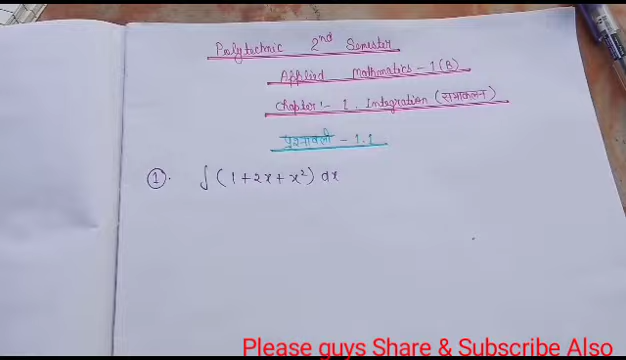 Polytechnic 2nd Semester
Applied Mathematics - 1(B)
Chapter :- 1, Integration (समाकलन)
प्रश्नावली - 1.1
①. ∫(1+2x+x²) dx
Please guys Share & Subscribe Also